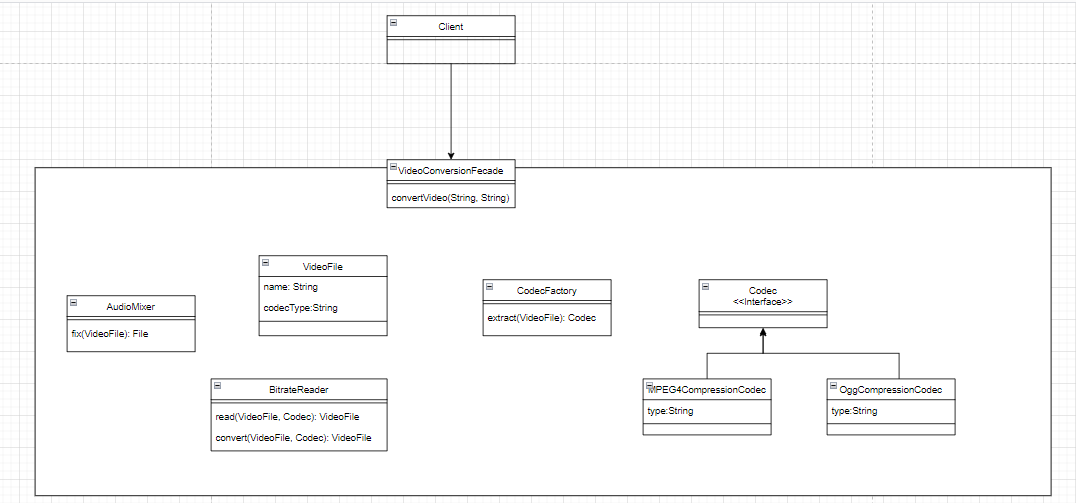 Client
VideoConversionFecade
convertVideo(String, String)
VideoFile
name: String
codecType:String
AudioMixer
fix(VideoFile): File
CodecFactory
extract(VideoFile): Codec
Codec
<<Interface>>
BitrateReader
read(VideoFile, Codec): VideoFile
convert(VideoFile, Codec): VideoFile
MPEG4CompressionCodec
type:String
OggCompressionCodec
type:String